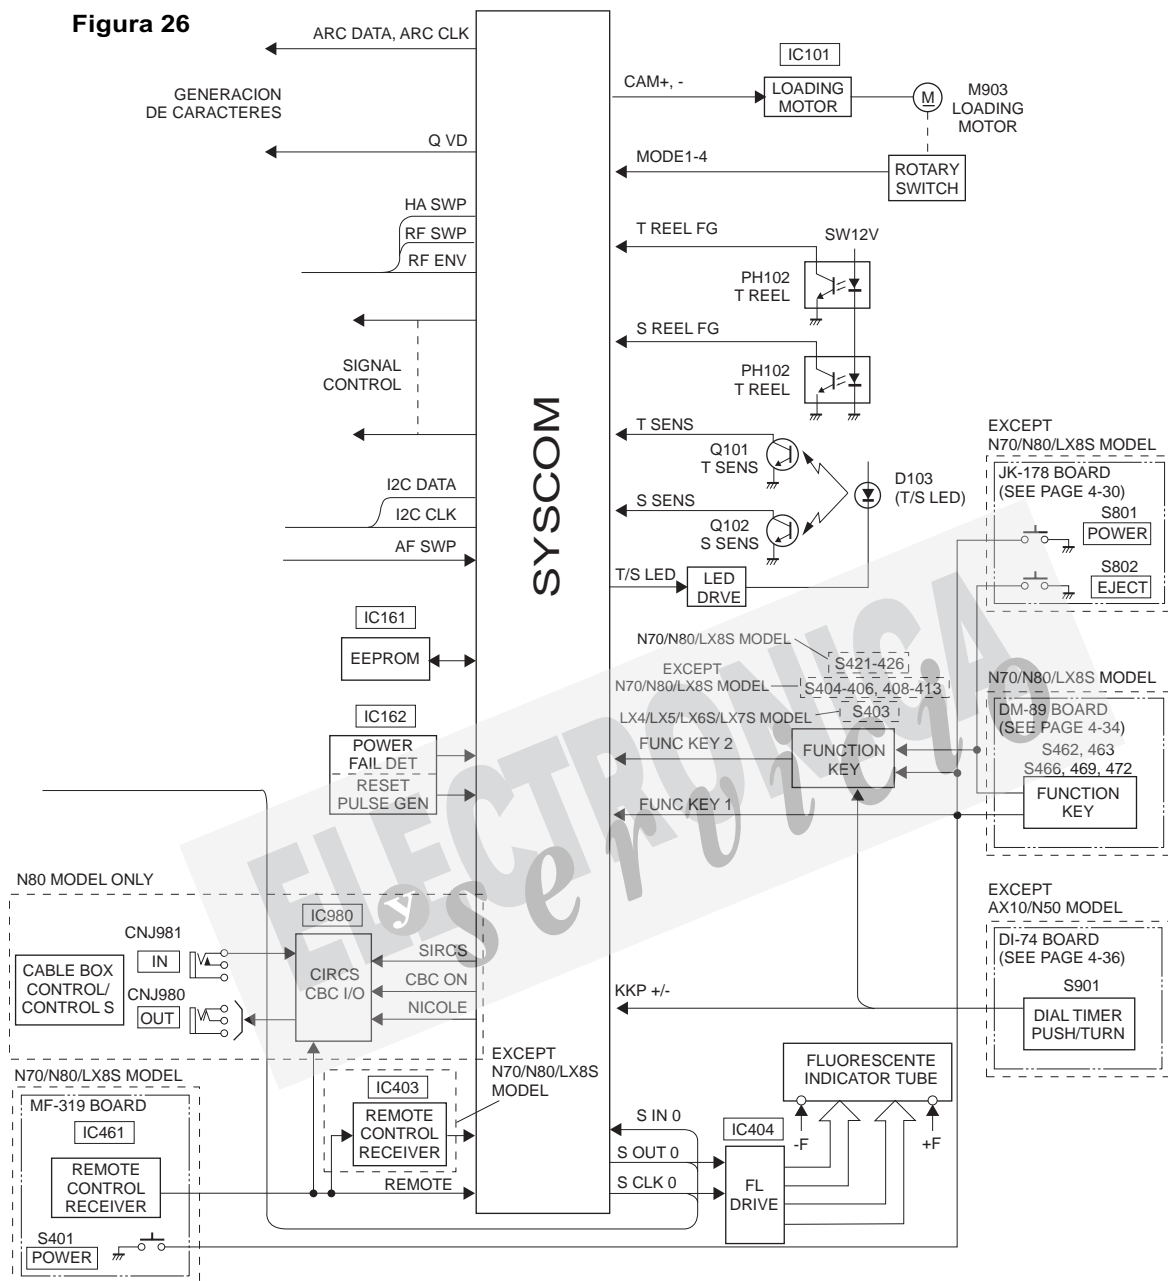 Figura 26
ARC DATA, ARC CLK
GENERACION
DE CARACTERES
Q VD
HA SWP
RF SWP
RF ENV
SIGNAL
CONTROL
I2C DATA
I2C CLK
AF SWP
IC161
EEPROM
IC162
POWER
FAIL DET
RESET
PULSE GEN
SYSCOM
CAM+, -
IC101
LOADING
MOTOR
M
M903
LOADING
MOTOR
MODE1-4
ROTARY
SWITCH
T REEL FG
SW12V
PH102
T REEL
S REEL FG
PH102
T REEL
T SENS
Q101
T SENS
D103
(T/S LED)
S SENS
Q102
S SENS
T/S LED
LED
DRVE
EXCEPT
N70/N80/LX8S MODEL
JK-178 BOARD
(SEE PAGE 4-30)
S801
POWER
S802
EJECT
N70/N80/LX8S MODEL
S421-426
EXCEPT
N70/N80/LX8S MODEL
S404-406, 408-413
LX4/LX5/LX6S/LX7S MODEL
S403
FUNC KEY 2
FUNCTION
KEY
FUNC KEY 1
N70/N80/LX8S MODEL
DM-89 BOARD
(SEE PAGE 4-34)
S462, 463
S466, 469, 472
FUNCTION
KEY
ELECTRONICA
y servicio
N80 MODEL ONLY
CABLE BOX
CONTROL/
CONTROL S
CNJ981
IN
CNJ980
OUT
IC980
CIRCS
CBC I/O
SIRCS
CBC ON
NICOLE
KKP +/-
EXCEPT
AX10/N50 MODEL
DI-74 BOARD
(SEE PAGE 4-36)
S901
DIAL TIMER
PUSH/TURN
N70/N80/LX8S MODEL
MF-319 BOARD
IC461
REMOTE
CONTROL
RECEIVER
S401
POWER
EXCEPT
N70/N80/LX8S
MODEL
IC403
REMOTE
CONTROL
RECEIVER
REMOTE
S IN 0
S OUT 0
S CLK 0
IC404
FL
DRIVE
FLUORESCENTE
INDICATOR TUBE
-F
+F